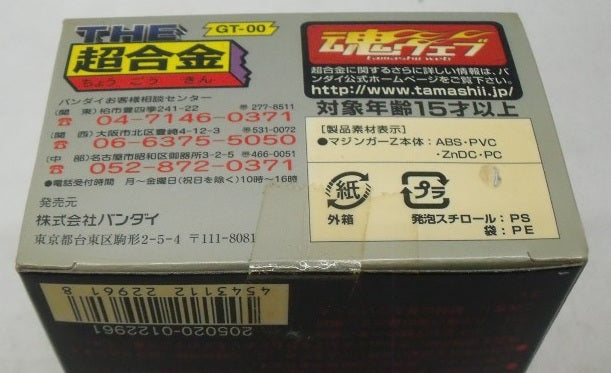 THE
GT-00
超合金
ちょう ごう きん
バンダイお客様相談センター
(関 東)柏市豊四季241-22 〠277-8511
☎ 04-7146-0371
(関 西)大阪市北区豊崎4-12-3 〠531-0072
☎ 06-6375-5050
(中 部)名古屋市昭和区御器所3-2-5 〠466-0051
☎ 052-872-0371
●電話受付時間 月〜金曜日(祝日を除く)10時〜16時
発売元
株式会社バンダイ
東京都台東区駒形2-5-4 〒111-8081
魂ウェブ
tamashii web
超合金に関するさらに詳しい情報は、バ
ンダイ公式ホームページをご覧下さい。
http://www.tamashii.jp/
対象年齢15才以上
[製品素材表示]
●マジンガーZ本体:ABS・PVC
・ZnDC・PC
紙
外箱
プラ
発泡スチロール:PS
袋:PE
4 543112 229618
205020-0122961